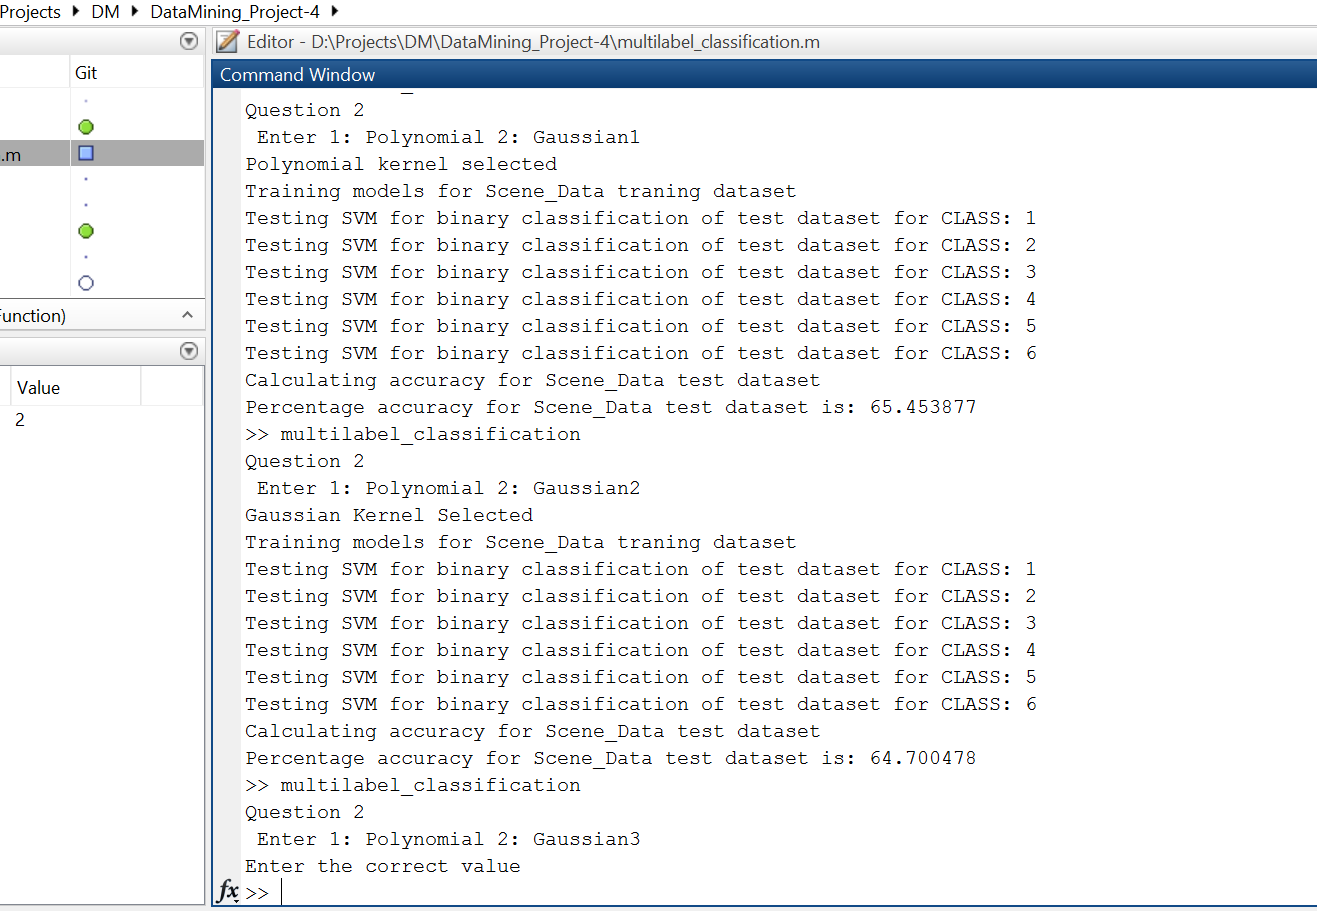 Projects ▸ DM ▸ DataMining_Project-4 ▸
Git
.m
Function)
Value
2
Editor - D:\Projects\DM\DataMining_Project-4\multilabel_classification.m
Command Window
Question 2
Enter 1: Polynomial 2: Gaussian1
Polynomial kernel selected
Training models for Scene_Data traning dataset
Testing SVM for binary classification of test dataset for CLASS: 1
Testing SVM for binary classification of test dataset for CLASS: 2
Testing SVM for binary classification of test dataset for CLASS: 3
Testing SVM for binary classification of test dataset for CLASS: 4
Testing SVM for binary classification of test dataset for CLASS: 5
Testing SVM for binary classification of test dataset for CLASS: 6
Calculating accuracy for Scene_Data test dataset
Percentage accuracy for Scene_Data test dataset is: 65.453877
>> multilabel_classification
Question 2
Enter 1: Polynomial 2: Gaussian2
Gaussian Kernel Selected
Training models for Scene_Data traning dataset
Testing SVM for binary classification of test dataset for CLASS: 1
Testing SVM for binary classification of test dataset for CLASS: 2
Testing SVM for binary classification of test dataset for CLASS: 3
Testing SVM for binary classification of test dataset for CLASS: 4
Testing SVM for binary classification of test dataset for CLASS: 5
Testing SVM for binary classification of test dataset for CLASS: 6
Calculating accuracy for Scene_Data test dataset
Percentage accuracy for Scene_Data test dataset is: 64.700478
>> multilabel_classification
Question 2
Enter 1: Polynomial 2: Gaussian3
Enter the correct value
fx >>